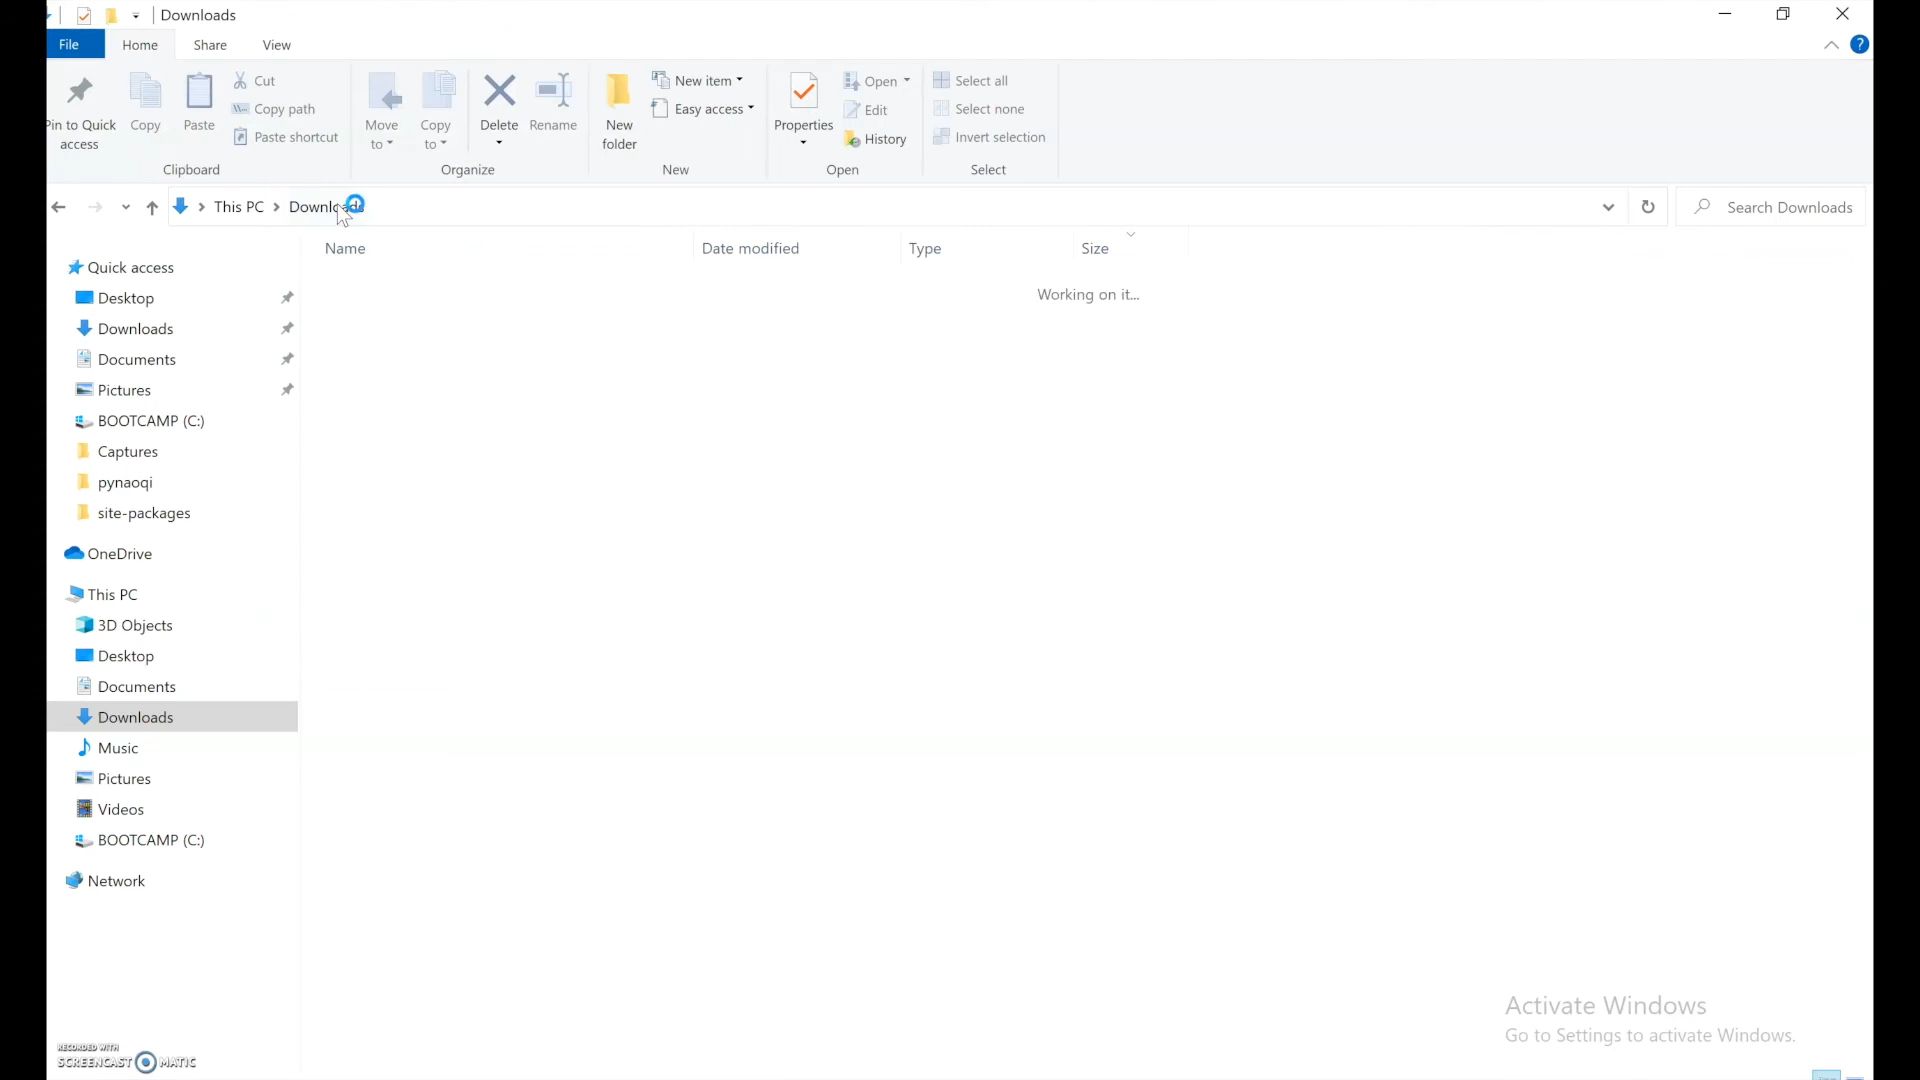 Downloads
File Home Share View
Pin to Quick access
Copy
Paste
Cut
Copy path
Paste shortcut
Clipboard
Move to
Copy to
Delete
Rename
Organize
New folder
New item
Easy access
New
Properties
Open
Edit
History
Open
Select all
Select none
Invert selection
Select
This PC > Downloads
Search Downloads
Name Date modified Type Size
Working on it...
Quick access
Desktop
Downloads
Documents
Pictures
BOOTCAMP (C:)
Captures
pynaoqi
site-packages
OneDrive
This PC
3D Objects
Desktop
Documents
Downloads
Music
Pictures
Videos
BOOTCAMP (C:)
Network
Activate Windows
Go to Settings to activate Windows.
RECORDED WITH
SCREENCAST MATIC